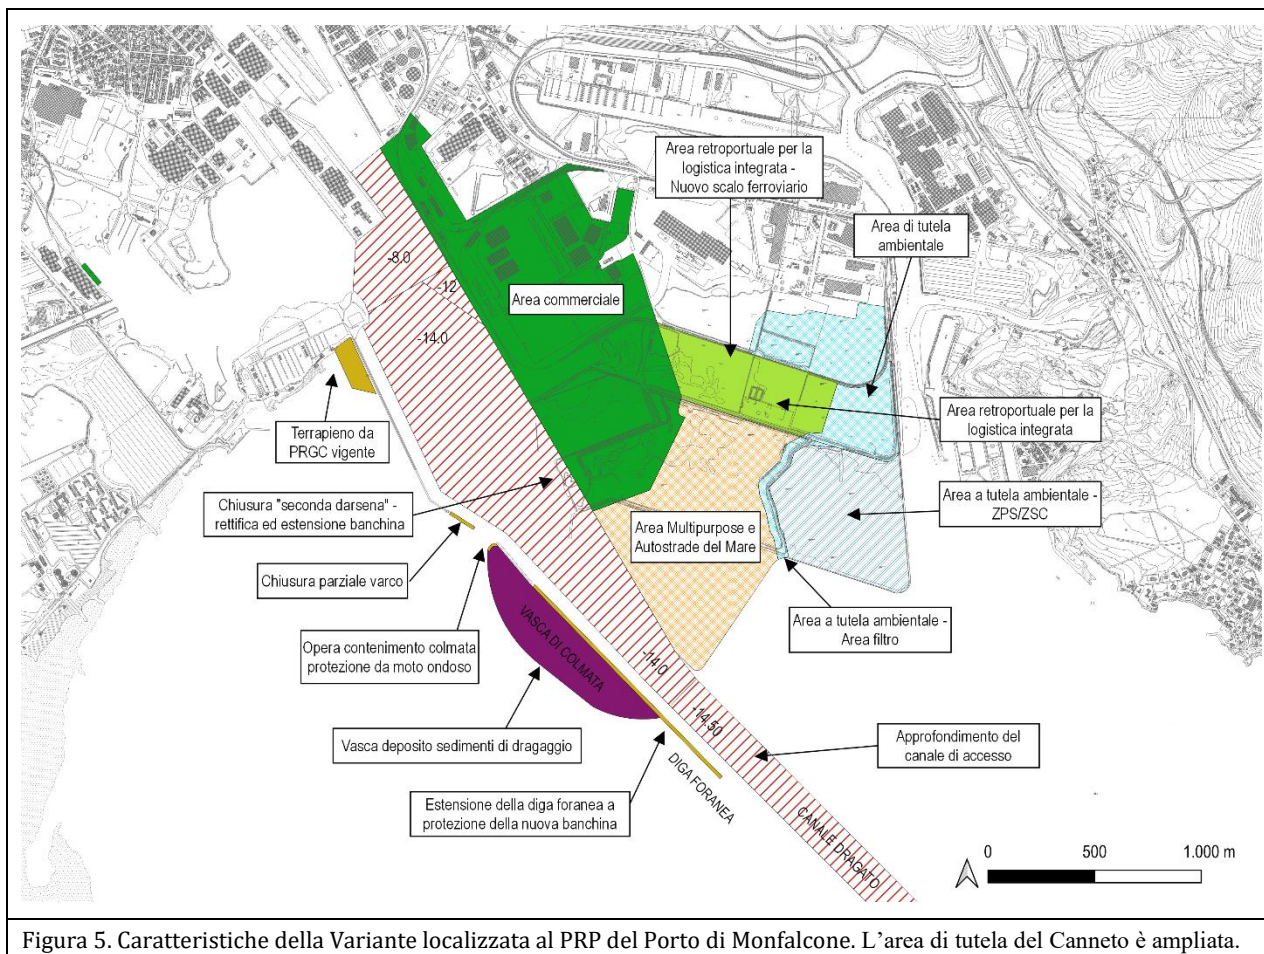 Area retroportuale per la
logistica integrata -
Nuovo scalo ferroviario
Area di tutela
ambientale
-8.0
-12
-14.0
Area commerciale
Area retroportuale per la
logistica integrata
Terrapieno da
PRGC vigente
Chiusura "seconda darsena" -
rettifica ed estensione banchina
Area a tutela ambientale -
ZPS/ZSC
Area Multipurpose e
Autostrade del Mare
Chiusura parziale varco
Area a tutela ambientale -
Area filtro
Opera contenimento colmata
protezione da moto ondoso
VASCA DI COLMATA
-14.0
-14.50
Vasca deposito sedimenti di dragaggio
Approfondimento del
canale di accesso
DIGA FORANEA
Estensione della diga foranea a
protezione della nuova banchina
CANALE DRAGATO
0 500 1.000 m
Figura 5. Caratteristiche della Variante localizzata al PRP del Porto di Monfalcone. L’area di tutela del Canneto è ampliata.